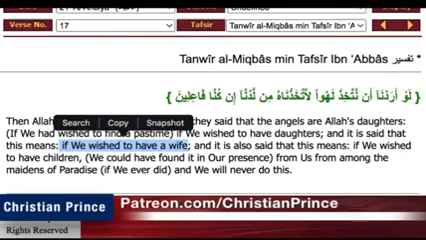 Verse No.
17
Tafsir
Tanwîr al-Miqbâs min Tafsîr Ibn 'Abbâs
* تفسير Tanwîr al-Miqbâs min Tafsîr Ibn 'Abbâs
{ لَوْ أَرَدْنَآ أَن نَّتَّخِذَ لَهْواً لاَّتَّخَذْنَاهُ مِن لَّدُنَّآ إِن كُنَّا فَاعِلِينَ }
Search Copy Snapshot
they said that the angels are Allah's daughters:
(If We had wished to find a pastime) if We wished to have daughters; and it is said that
this means: if We wished to have a wife; and it is also said that this means: if We wished
to have children, (We could have found it in Our presence) from Us from among the
maidens of Paradise (if We ever did) and We will never do this.
Christian Prince
Patreon.com/ChristianPrince
Rights Reserved